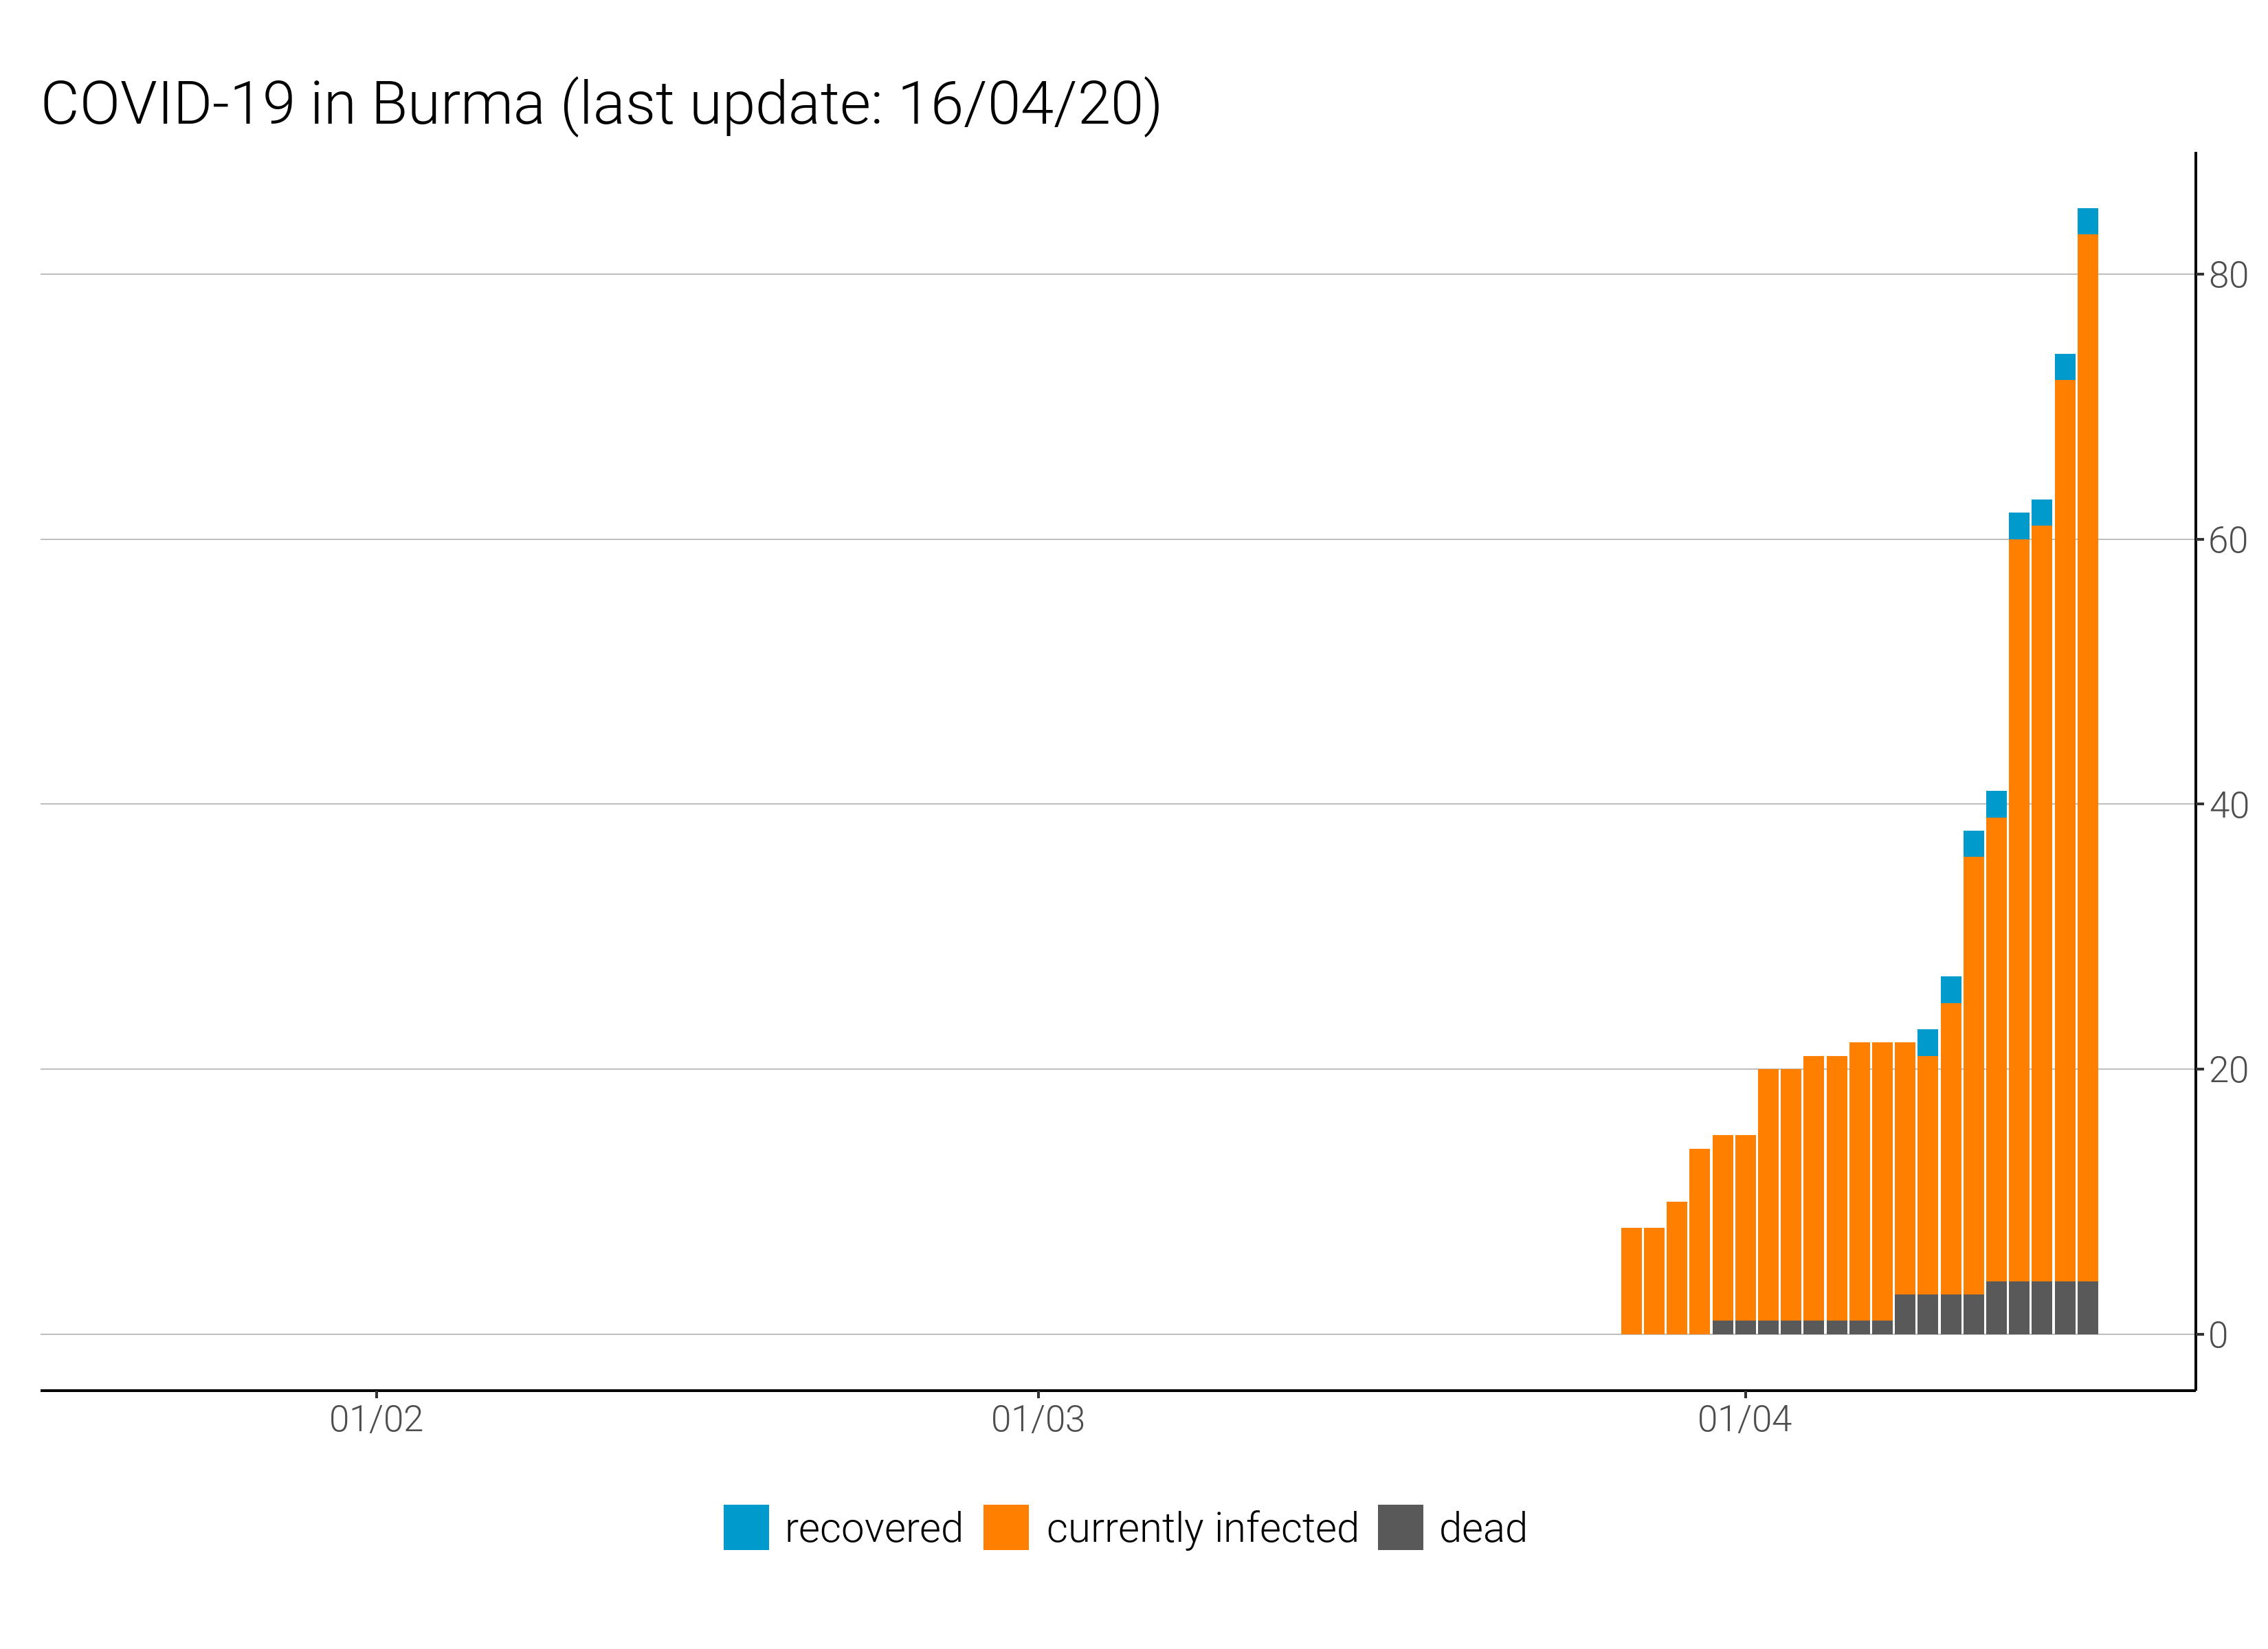 COVID-19 in Burma (last update: 16/04/20)
80
60
40
20
0
01/02 01/03 01/04
recovered currently infected dead